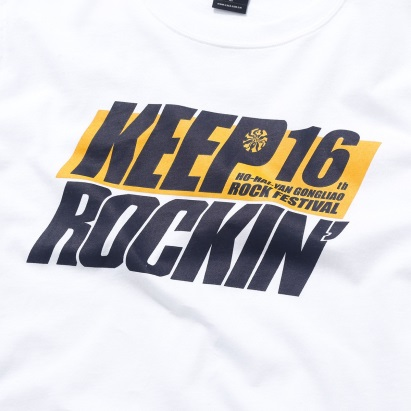 KEEP 16th
HO-HAI-YAN GONGLIAO
ROCK FESTIVAL
ROCKIN'